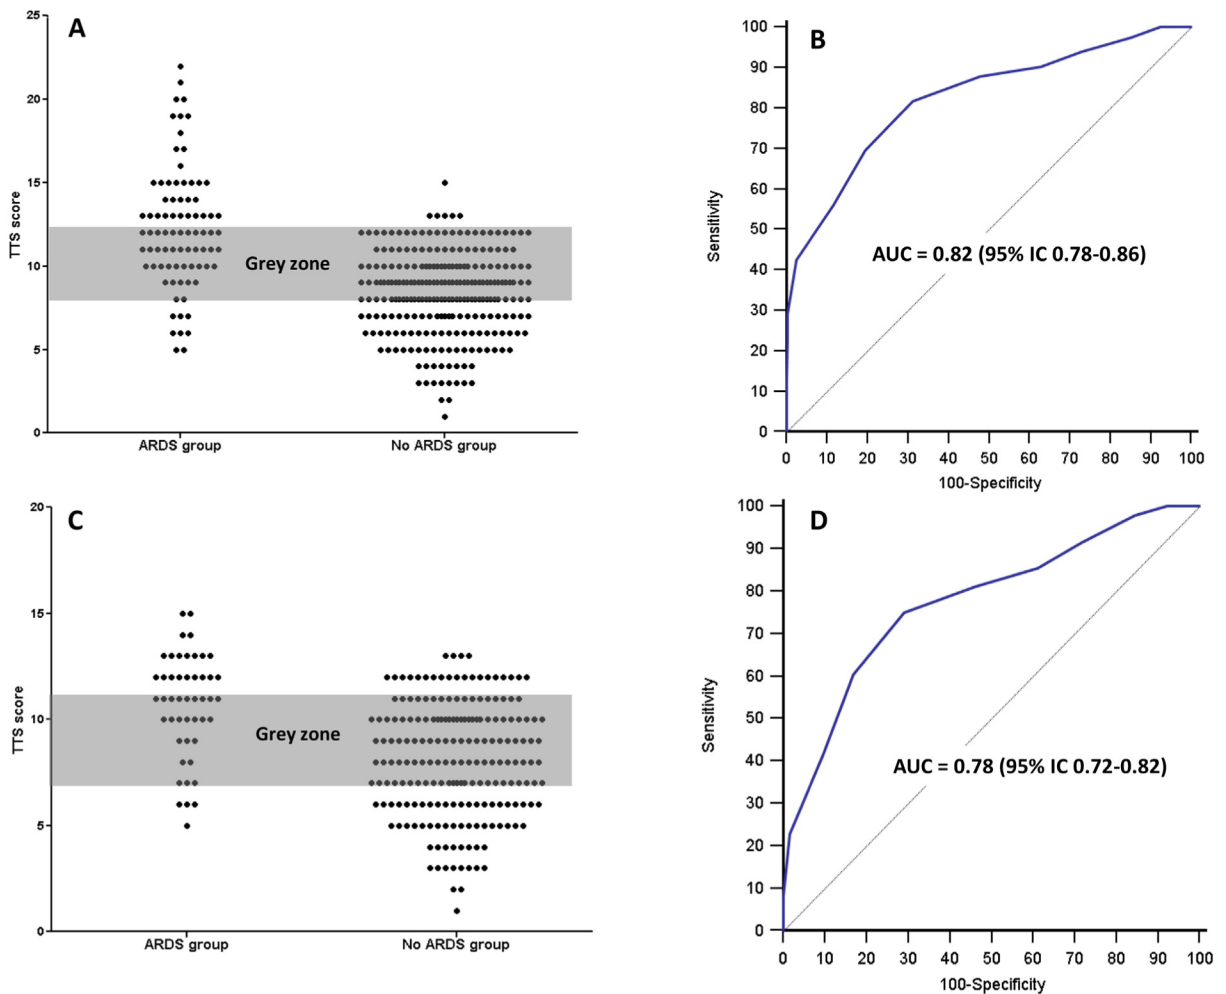 A
25
20
15
10
5
0
TTS score
Grey zone
ARDS group
No ARDS group
B
100
90
80
70
60
50
40
30
20
10
0
Sensitivity
AUC = 0.82 (95% IC 0.78-0.86)
0 10 20 30 40 50 60 70 80 90 100
100-Specificity
C
20
15
10
5
0
TTS score
Grey zone
ARDS group
No ARDS group
D
100
90
80
70
60
50
40
30
20
10
0
Sensitivity
AUC = 0.78 (95% IC 0.72-0.82)
0 10 20 30 40 50 60 70 80 90 100
100-Specificity